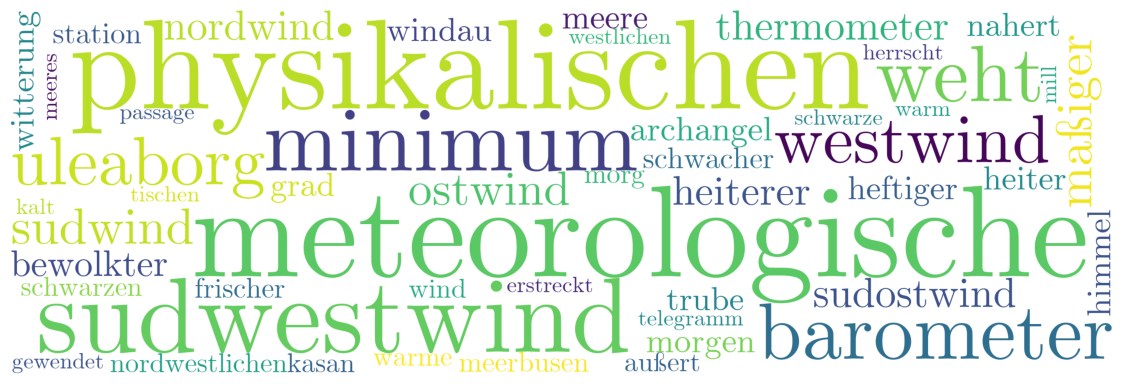 witterung
station
nordwind
windau
meere
westlichen
thermometer
nahert
meeres
physikalischen
herrscht
weht
mill
maßiger
passage
minimum
archangel
schwarze
warm
westwind
uleaborg
schwacher
tischen
grad
ostwind
morg
heiterer
heftiger
heiter
kalt
sudwind
meteorologische
himmel
bewolkter
schwarzen
frischer
wind
erstreckt
trube
sudostwind
sudwestwind
telegramm
morgen
barometer
gewendet
nordwestlichen
kasan
warme
meerbusen
außert